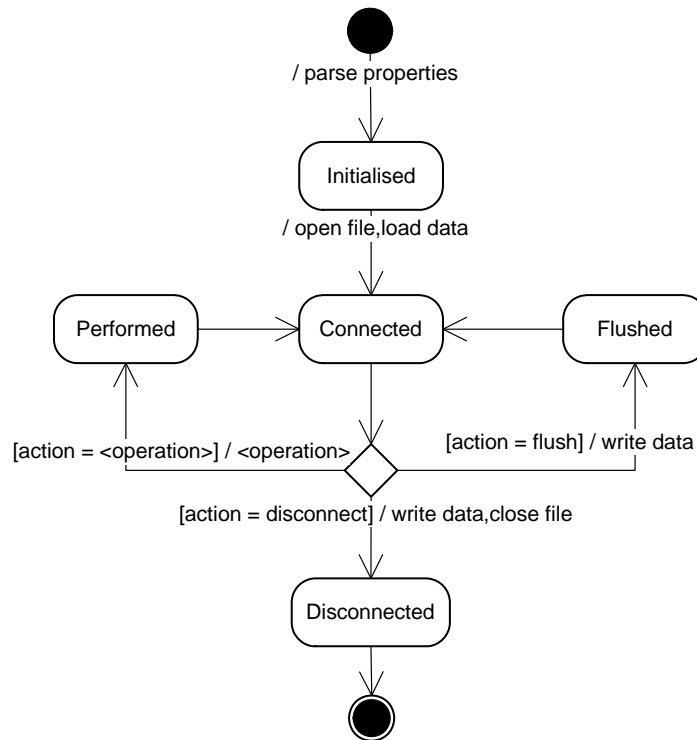 / parse properties
Initialised
/ open file,load data
Performed
Connected
Flushed
[action = <operation>] / <operation>
[action = flush] / write data
[action = disconnect] / write data,close file
Disconnected